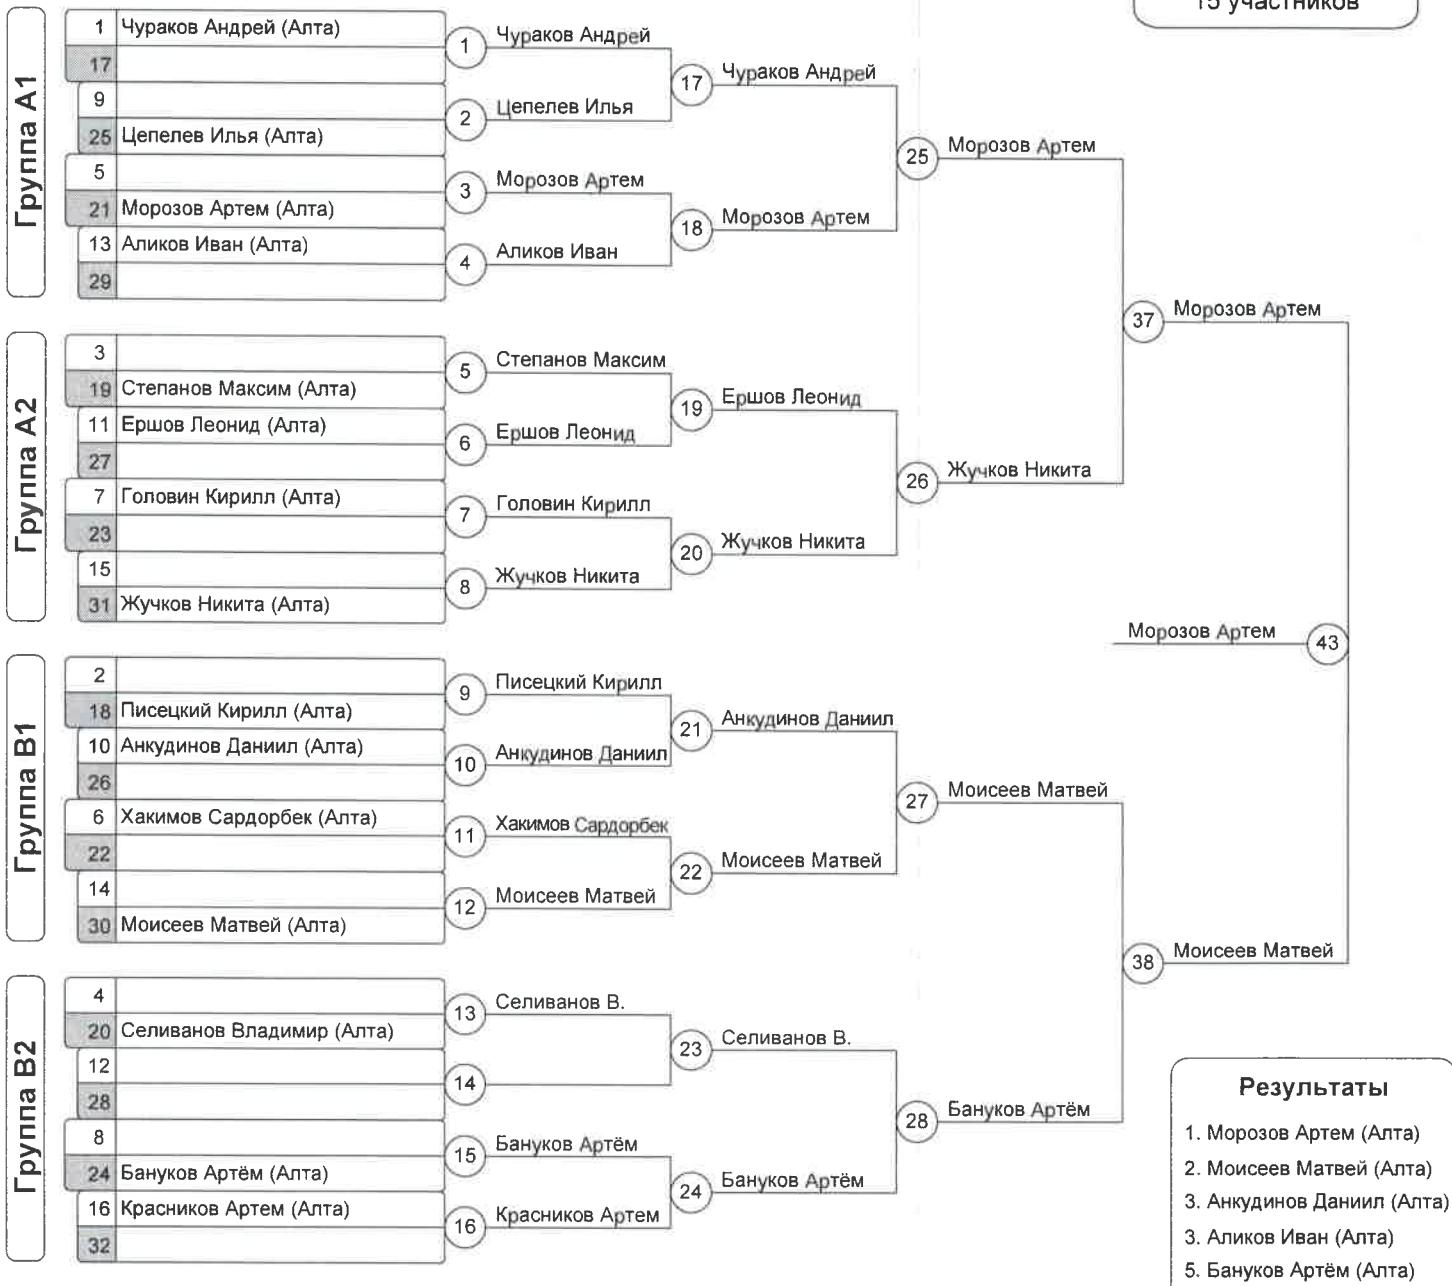 15 участников
Группа A1
1 Чураков Андрей (Алта)
17
9
25 Цепелев Илья (Алта)
5
21 Морозов Артем (Алта)
13 Аликов Иван (Алта)
29
1 Чураков Андрей
2 Цепелев Илья
3 Морозов Артем
4 Аликов Иван
17 Чураков Андрей
18 Морозов Артем
25 Морозов Артем
Группа A2
3
19 Степанов Максим (Алта)
11 Ершов Леонид (Алта)
27
7 Головин Кирилл (Алта)
23
15
31 Жучков Никита (Алта)
5 Степанов Максим
6 Ершов Леонид
7 Головин Кирилл
8 Жучков Никита
19 Ершов Леонид
20 Жучков Никита
26 Жучков Никита
37 Морозов Артем
Морозов Артем 43
Группа B1
2
18 Писецкий Кирилл (Алта)
10 Анкудинов Даниил (Алта)
26
6 Хакимов Сардорбек (Алта)
22
14
30 Моисеев Матвей (Алта)
9 Писецкий Кирилл
10 Анкудинов Даниил
11 Хакимов Сардорбек
12 Моисеев Матвей
21 Анкудинов Даниил
22 Моисеев Матвей
27 Моисеев Матвей
38 Моисеев Матвей
Группа B2
4
20 Селиванов Владимир (Алта)
12
28
8
24 Бануков Артём (Алта)
16 Красников Артем (Алта)
32
13 Селиванов В.
14
15 Бануков Артём
16 Красников Артем
23 Селиванов В.
24 Бануков Артём
28 Бануков Артём
Результаты
1. Морозов Артем (Алта)
2. Моисеев Матвей (Алта)
3. Анкудинов Даниил (Алта)
3. Аликов Иван (Алта)
5. Бануков Артём (Алта)